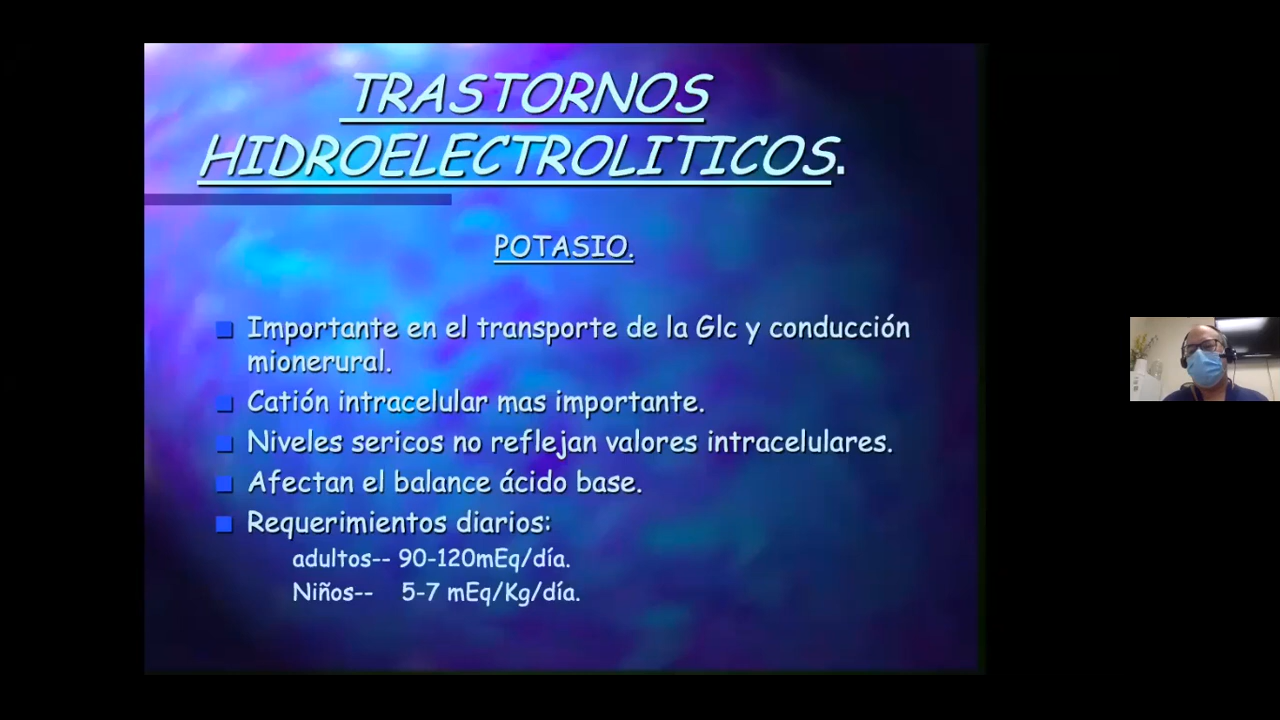 TRASTORNOS
HIDROELECTROLITICOS.
POTASIO.
Importante en el transporte de la Glc y conducción
mionerural.
Catión intracelular mas importante.
Niveles sericos no reflejan valores intracelulares.
Afectan el balance ácido base.
Requerimientos diarios:
adultos-- 90-120mEq/día.
Niños-- 5-7 mEq/Kg/día.